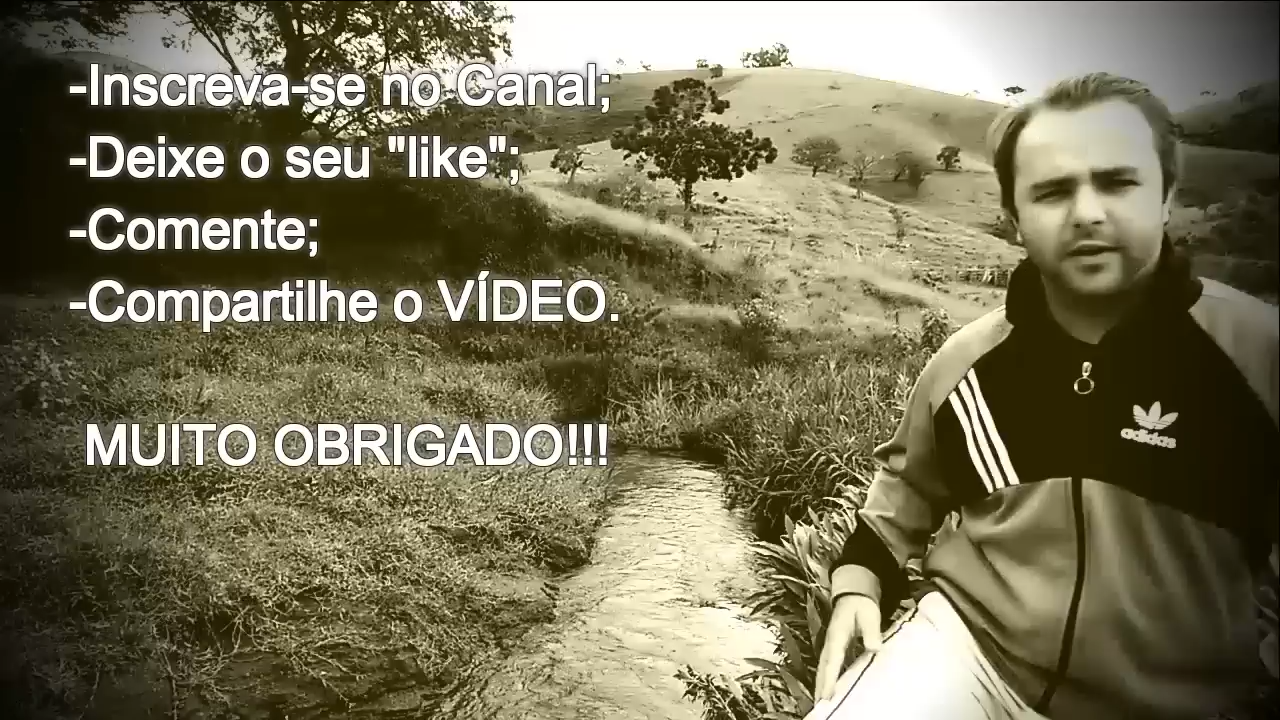 -Inscreva-se no Canal;
-Deixe o seu "like";
-Comente;
-Compartilhe o VÍDEO.
MUITO OBRIGADO!!!
adidas